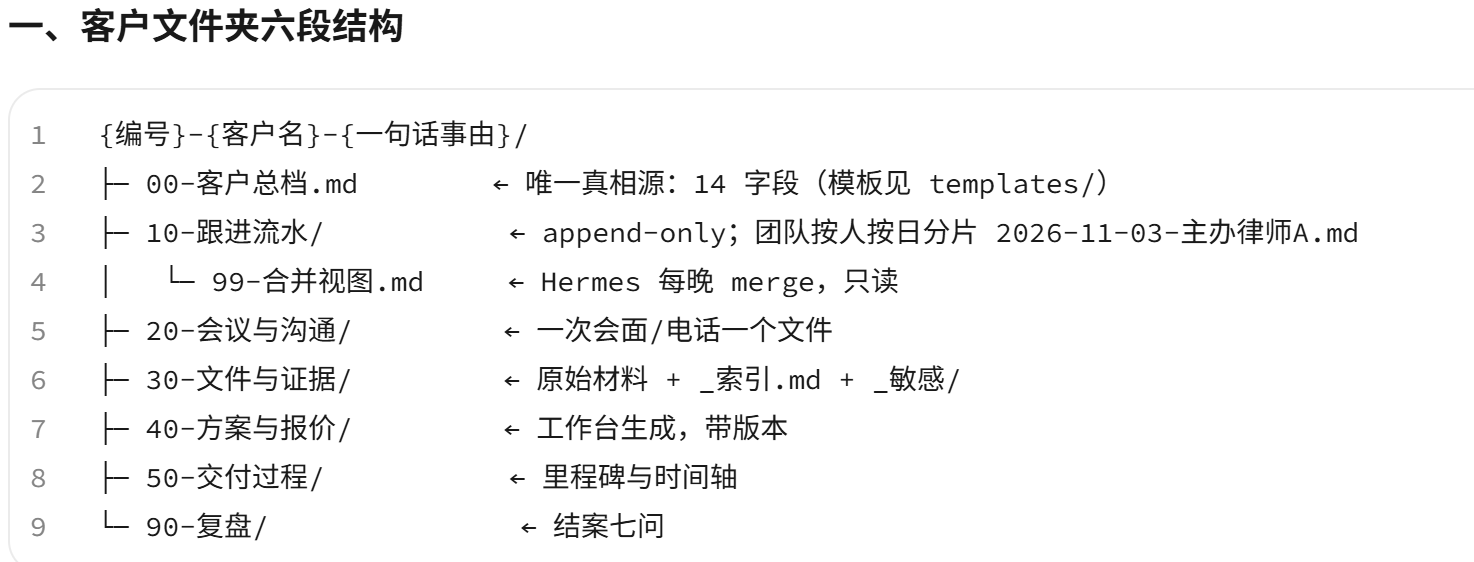 一、客户文件夹六段结构
1 {编号}-{客户名}-{一句话事由}/
2 ├─ 00-客户总档.md ← 唯一真相源：14 字段（模板见 templates/）
3 ├─ 10-跟进流水/ ← append-only；团队按人按日分片 2026-11-03-主办律师A.md
4 │ └─ 99-合并视图.md ← Hermes 每晚 merge，只读
5 ├─ 20-会议与沟通/ ← 一次会面/电话一个文件
6 ├─ 30-文件与证据/ ← 原始材料 + _索引.md + _敏感/
7 ├─ 40-方案与报价/ ← 工作台生成，带版本
8 ├─ 50-交付过程/ ← 里程碑与时间轴
9 └─ 90-复盘/ ← 结案七问